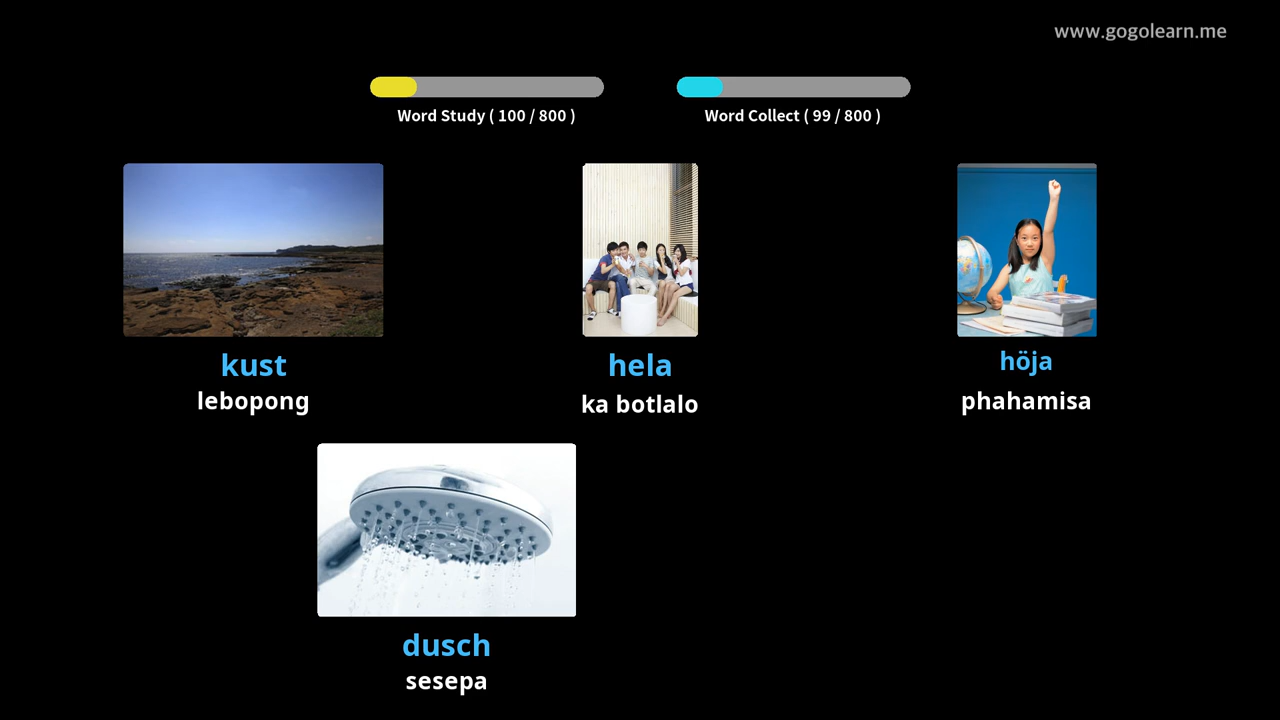 www.gogolearn.me
Word Study ( 100 / 800 )
Word Collect ( 99 / 800 )
kust
lebopong
hela
ka botlalo
höja
phahamisa
dusch
sesepa